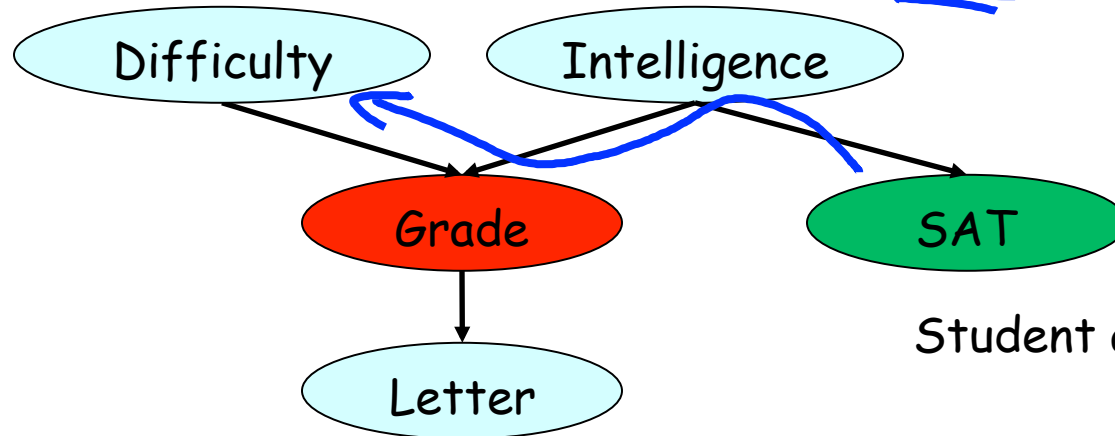 Difficulty
Intelligence
Grade
SAT
Student
Letter